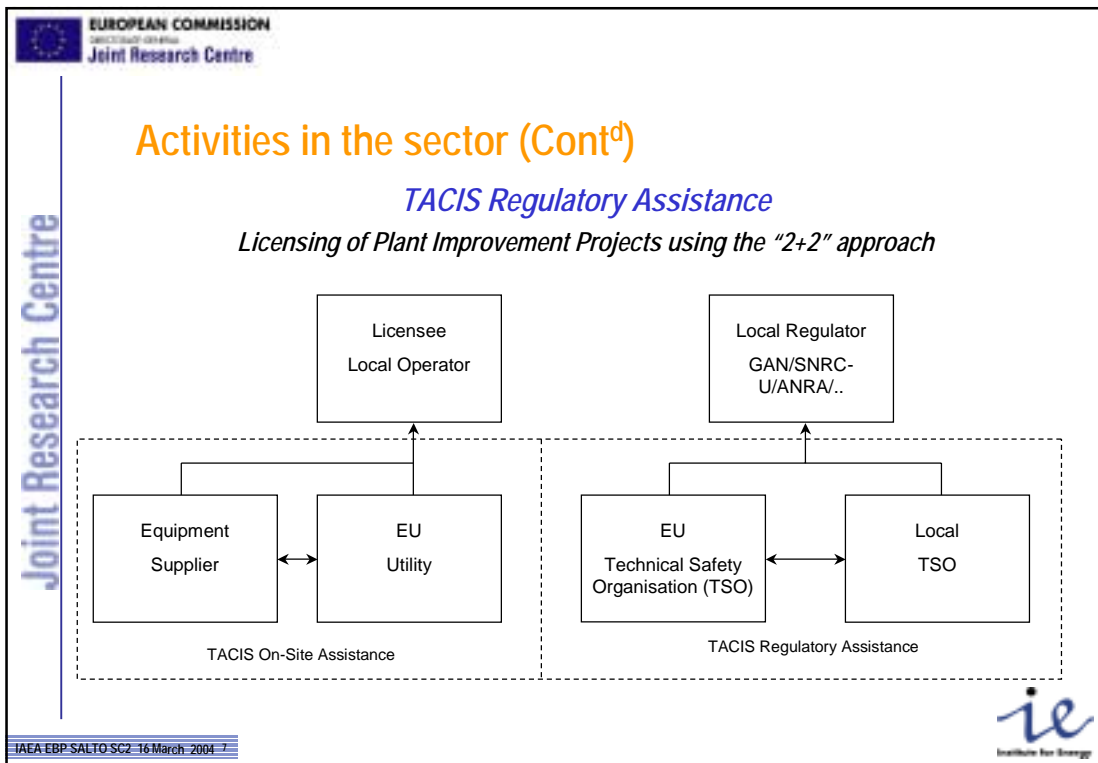 EUROPEAN COMMISSION
DIRECTORATE-GENERAL
Joint Research Centre
Activities in the sector (Contᵈ)
TACIS Regulatory Assistance
Licensing of Plant Improvement Projects using the “2+2” approach
Joint Research Centre
Licensee
Local Operator
Local Regulator
GAN/SNRC-
U/ANRA/..
Equipment
Supplier
EU
Utility
EU
Technical Safety
Organisation (TSO)
Local
TSO
TACIS On-Site Assistance
TACIS Regulatory Assistance
IAEA EBP SALTO SC2 16 March 2004 7
ie
Institute for Energy